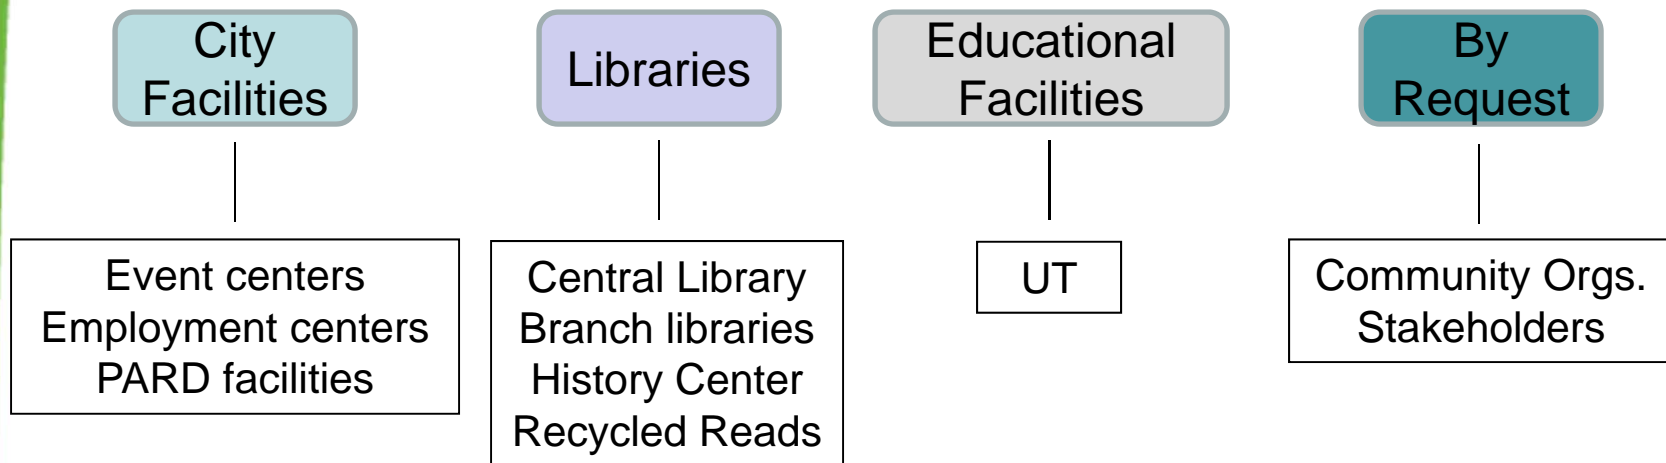 City
Facilities
Libraries
Educational
Facilities
By
Request
Event centers
Employment centers
PARD facilities
Central Library
Branch libraries
History Center
Recycled Reads
UT
Community Orgs.
Stakeholders